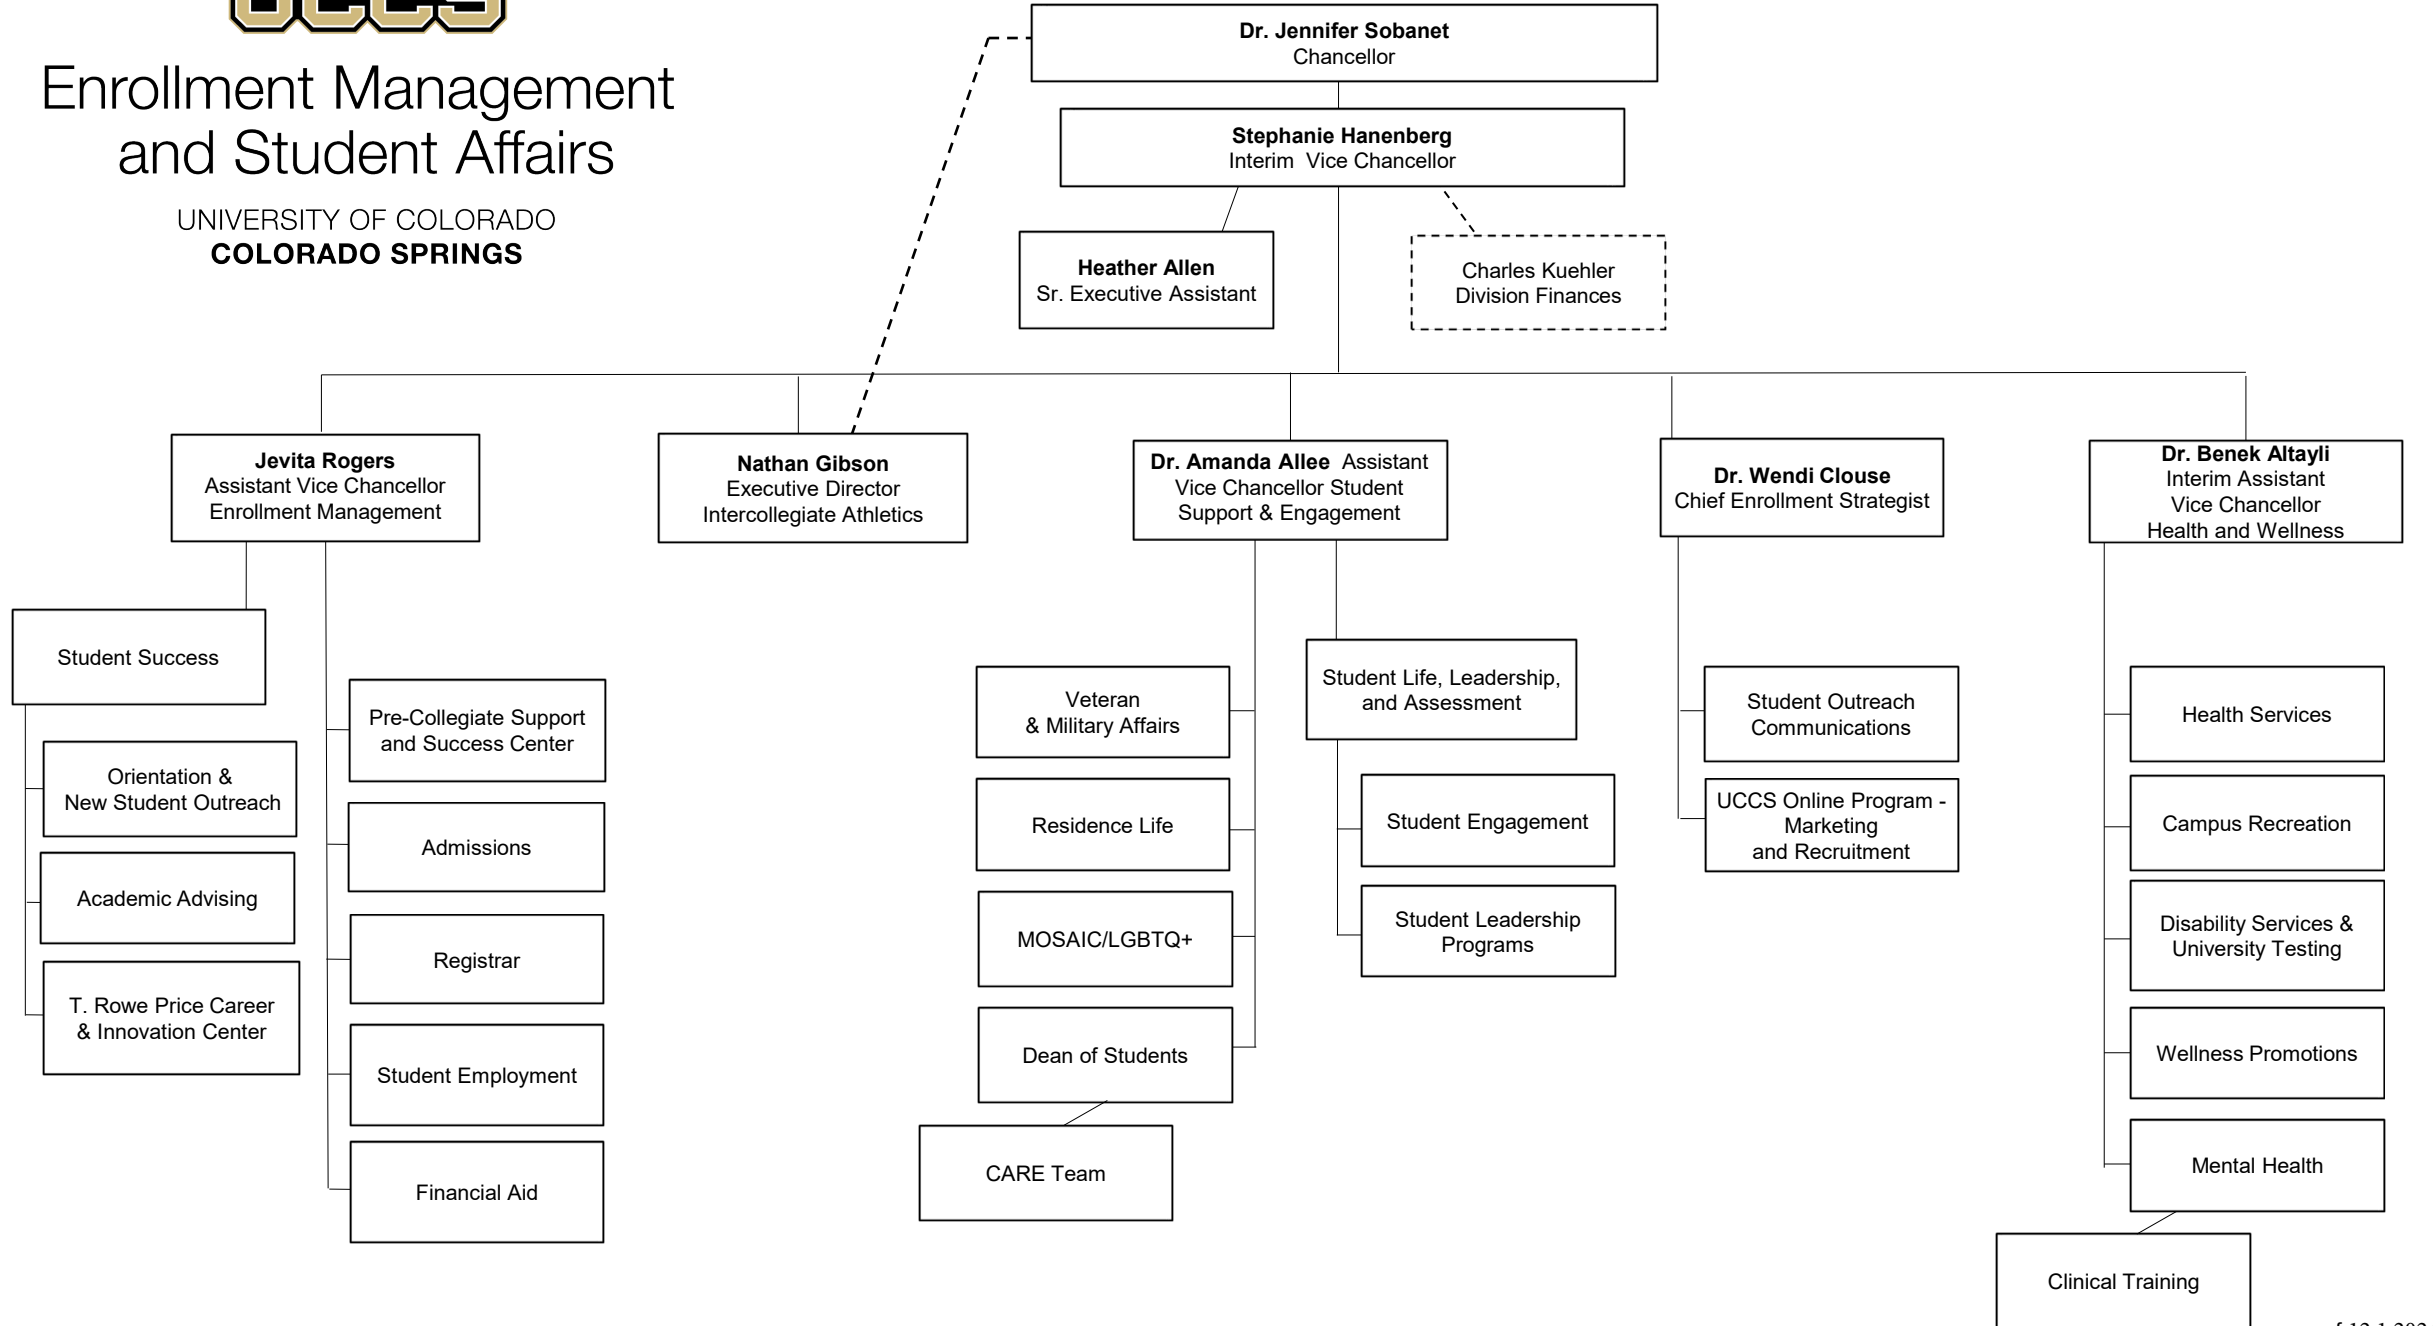 UCCS
Enrollment Management
and Student Affairs
UNIVERSITY OF COLORADO
COLORADO SPRINGS
Dr. Jennifer Sobanet
Chancellor
Stephanie Hanenberg
Interim Vice Chancellor
Heather Allen
Sr. Executive Assistant
Charles Kuehler
Division Finances
Jevita Rogers
Assistant Vice Chancellor
Enrollment Management
Nathan Gibson
Executive Director
Intercollegiate Athletics
Dr. Amanda Allee Assistant
Vice Chancellor Student
Support & Engagement
Dr. Wendi Clouse
Chief Enrollment Strategist
Dr. Benek Altayli
Interim Assistant
Vice Chancellor
Health and Wellness
Student Success
Orientation &
New Student Outreach
Academic Advising
T. Rowe Price Career
& Innovation Center
Pre-Collegiate Support
and Success Center
Admissions
Registrar
Student Employment
Financial Aid
Veteran
& Military Affairs
Residence Life
MOSAIC/LGBTQ+
Dean of Students
CARE Team
Student Life, Leadership,
and Assessment
Student Engagement
Student Leadership
Programs
Student Outreach
Communications
UCCS Online Program -
Marketing
and Recruitment
Health Services
Campus Recreation
Disability Services &
University Testing
Wellness Promotions
Mental Health
Clinical Training